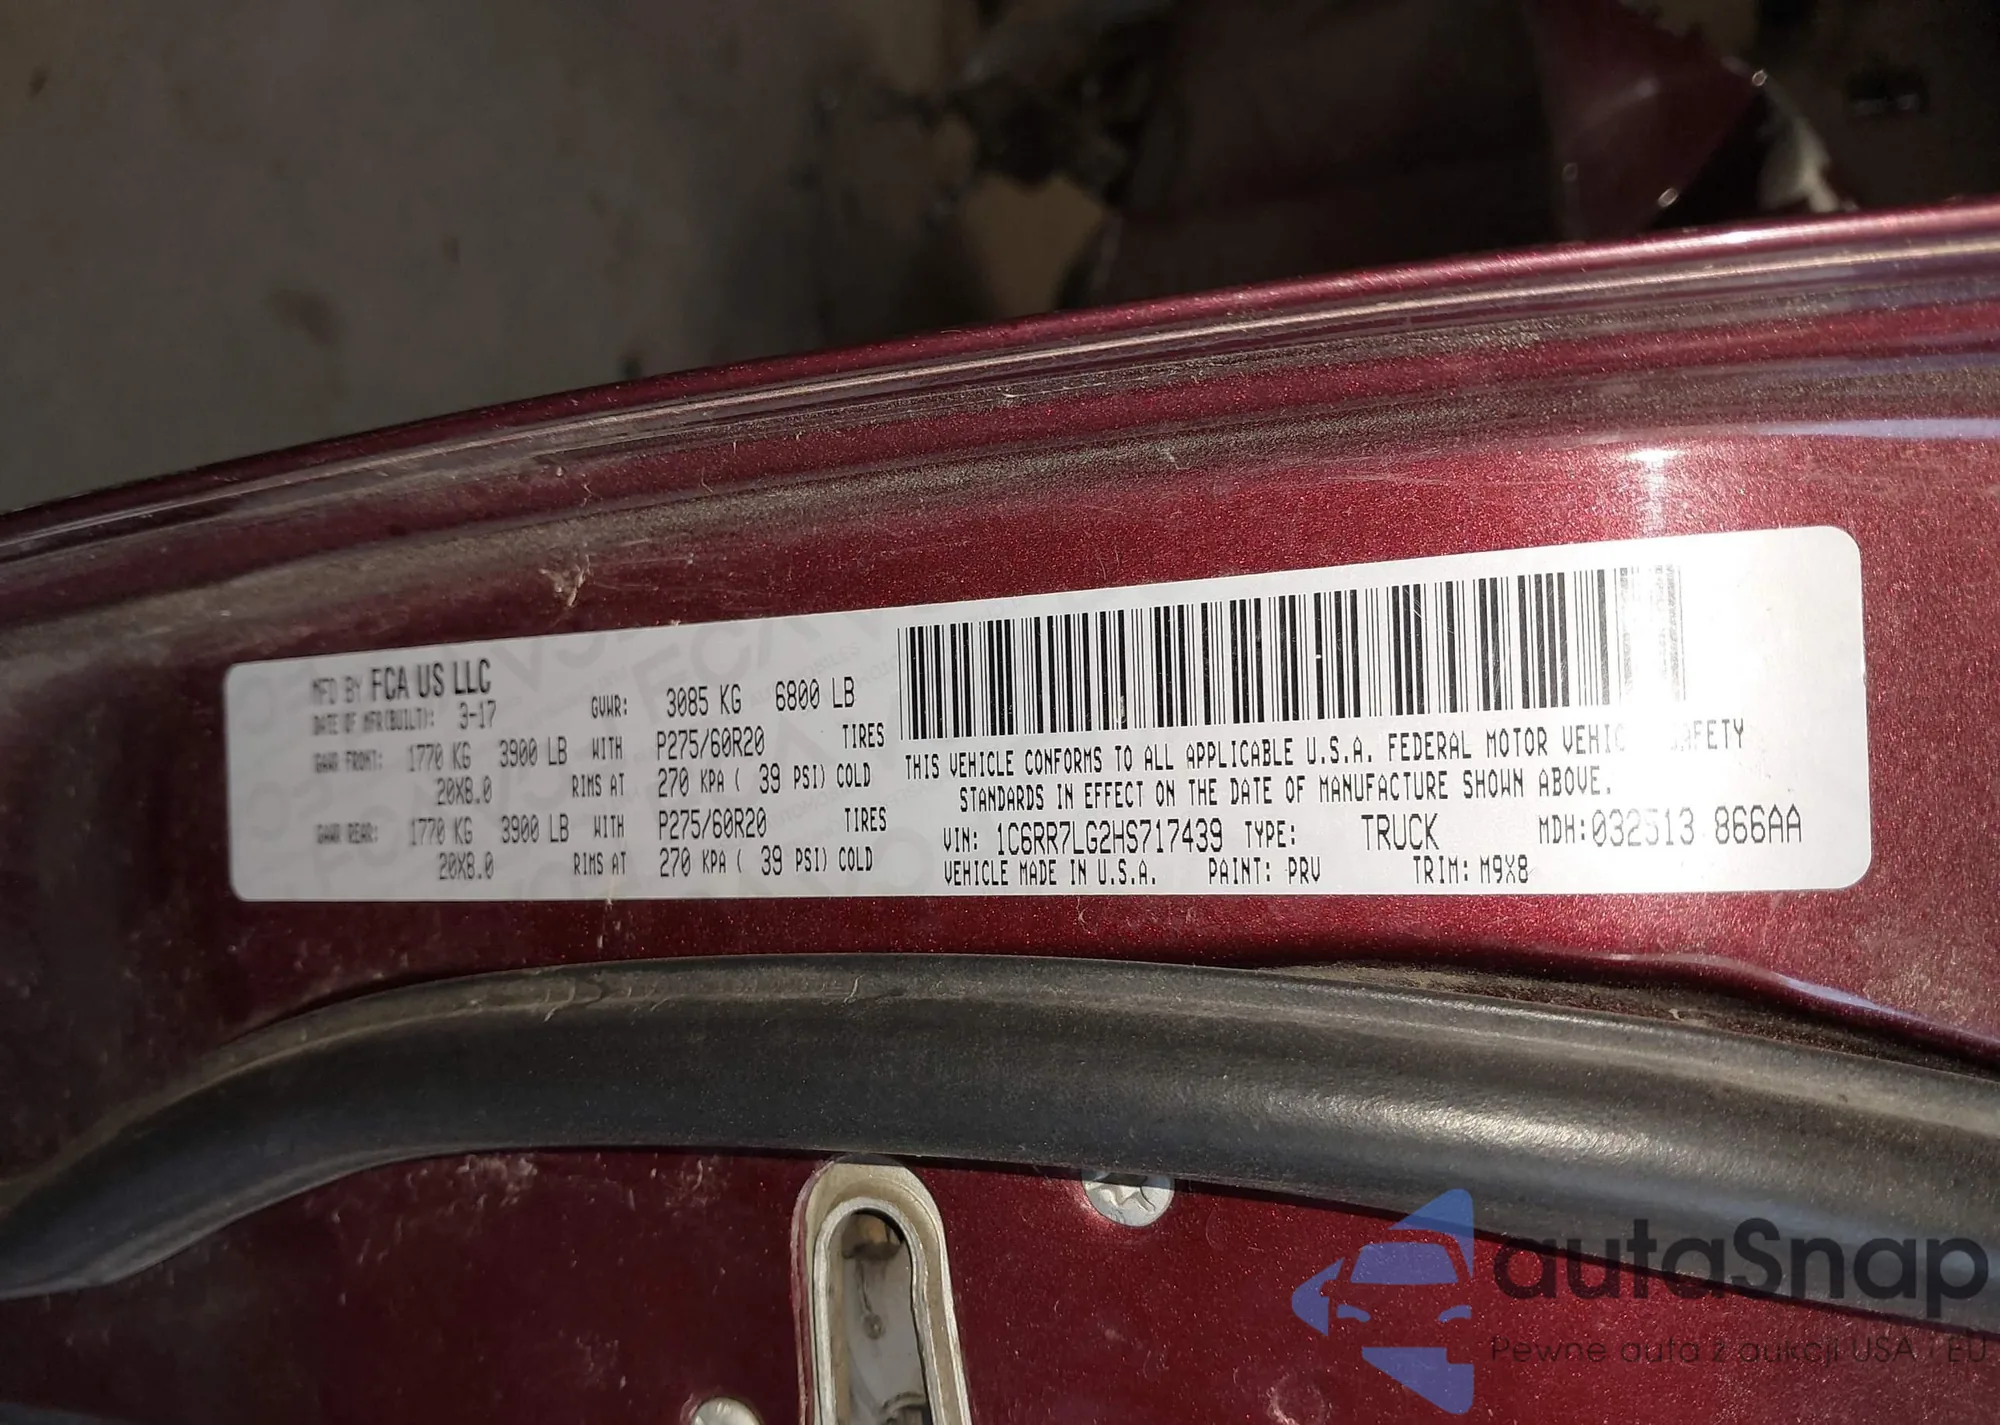 MFD BY FCA US LLC
DATE OF MFR(BUILT): 3-17 GVWR: 3085 KG 6800 LB
GAWR FRONT: 1770 KG 3900 LB WITH P275/60R20 TIRES
20X8.0 RIMS AT 270 KPA ( 39 PSI) COLD
GAWR REAR: 1770 KG 3900 LB WITH P275/60R20 TIRES
20X8.0 RIMS AT 270 KPA ( 39 PSI) COLD
THIS VEHICLE CONFORMS TO ALL APPLICABLE U.S.A. FEDERAL MOTOR VEHICLE SAFETY
STANDARDS IN EFFECT ON THE DATE OF MANUFACTURE SHOWN ABOVE.
VIN: 1C6RR7LG2HS717439 TYPE: TRUCK MDH:032513 866AA
VEHICLE MADE IN U.S.A. PAINT: PRV TRIM: M9X8
autaSnap
Pewne auta z aukcji USA i EU